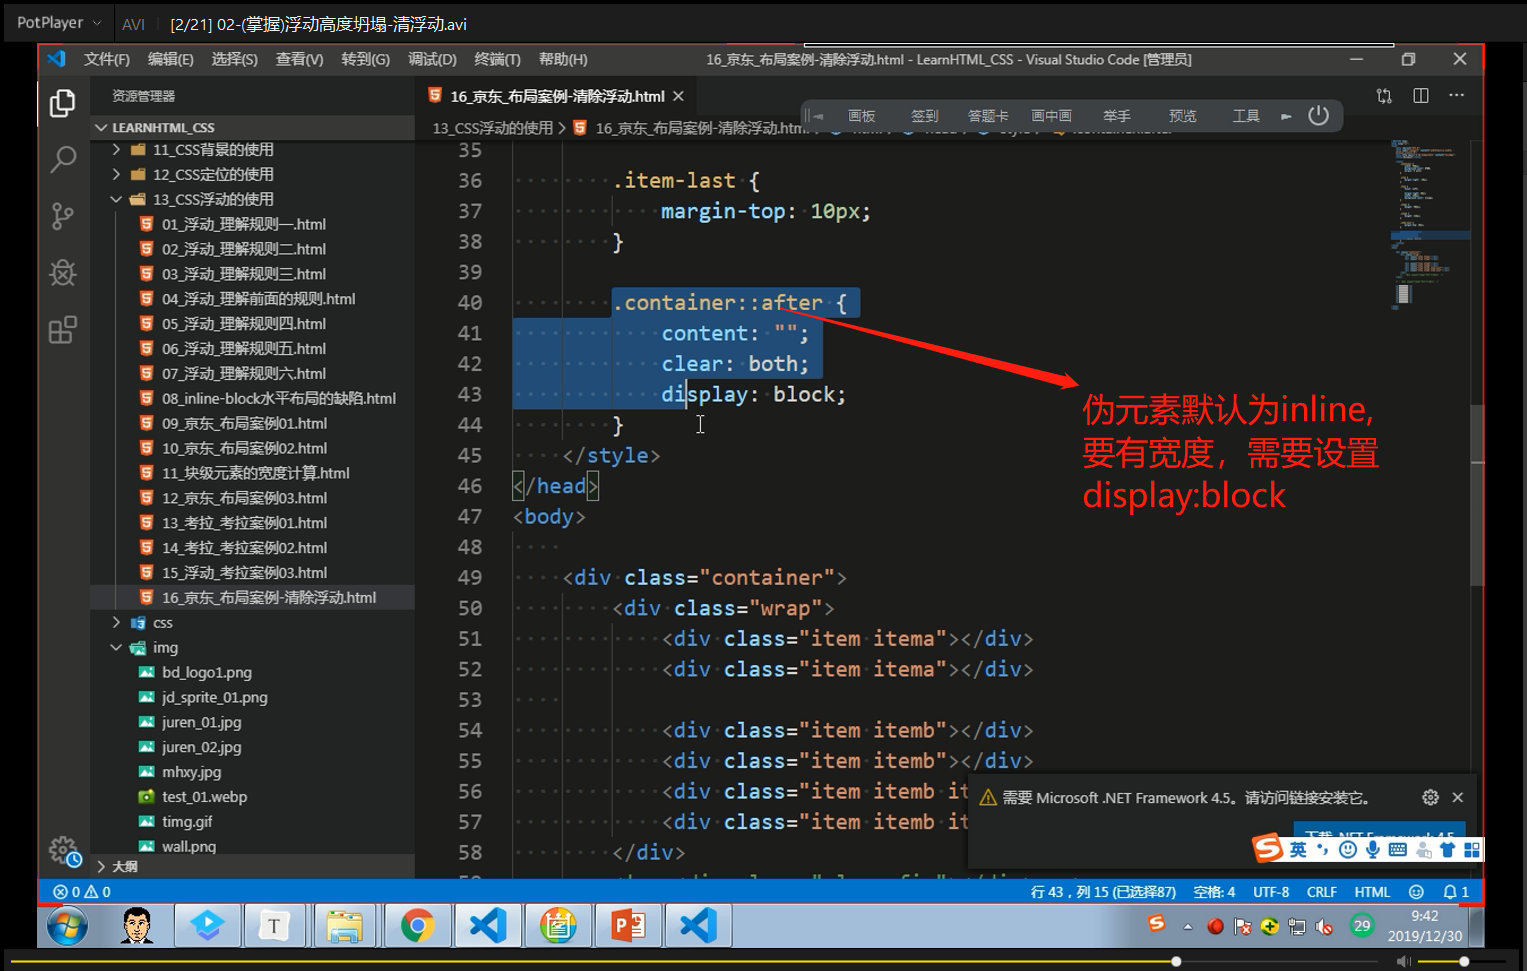 PotPlayer AVI [2/21] 02-(掌握)浮动高度坍塌-清浮动.avi
文件(F) 编辑(E) 选择(S) 查看(V) 转到(G) 调试(D) 终端(T) 帮助(H) 16_京东_布局案例-清除浮动.html - LearnHTML_CSS - Visual Studio Code [管理员]
资源管理器
16_京东_布局案例-清除浮动.html
画板 签到 答题卡 画中画 举手 预览 工具
LEARNHTML_CSS
13_CSS浮动的使用 > 16_京东_布局案例-清除浮动.html
11_CSS背景的使用
12_CSS定位的使用
13_CSS浮动的使用
01_浮动_理解规则一.html
02_浮动_理解规则二.html
03_浮动_理解规则三.html
04_浮动_理解前面的规则.html
05_浮动_理解规则四.html
06_浮动_理解规则五.html
07_浮动_理解规则六.html
08_inline-block水平布局的缺陷.html
09_京东_布局案例01.html
10_京东_布局案例02.html
11_块级元素的宽度计算.html
12_京东_布局案例03.html
13_考拉_考拉案例01.html
14_考拉_考拉案例02.html
15_浮动_考拉案例03.html
16_京东_布局案例-清除浮动.html
css
img
bd_logo1.png
jd_sprite_01.png
juren_01.jpg
juren_02.jpg
mhxy.jpg
test_01.webp
timg.gif
wall.png
大纲
35
36 .item-last {
37 margin-top: 10px;
38 }
39
40 .container::after {
41 content: "";
42 clear: both;
43 display: block;
44 }
45 </style>
46 </head>
47 <body>
48
49 <div class="container">
50 <div class="wrap">
51 <div class="item itema"></div>
52 <div class="item itema"></div>
53
54 <div class="item itemb"></div>
55 <div class="item itemb"></div>
56 <div class="item itemb it
57 <div class="item itemb it
58 </div>
伪元素默认为inline,
要有宽度，需要设置
display:block
需要 Microsoft .NET Framework 4.5。请访问链接安装它。
下载 .NET Framework 4.5
英
0 0 行 43，列 15 (已选择87) 空格: 4 UTF-8 CRLF HTML 1
29
9:42
2019/12/30